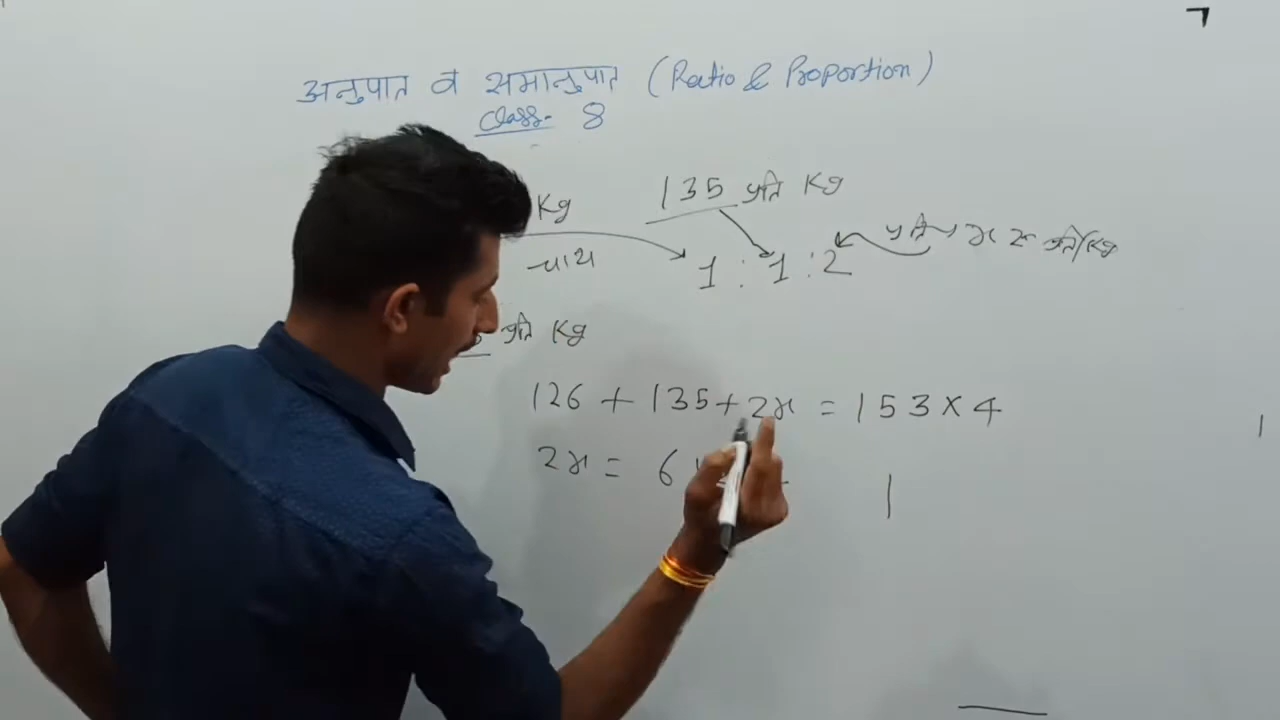 अनुपात व समानुपात (Ratio & Proportion)
Class- 8
Kg 135 प्रति Kg
चाय 1 : 1 : 2
प्रति Kg
126 + 135 + 2x = 153 × 4
2x = 6